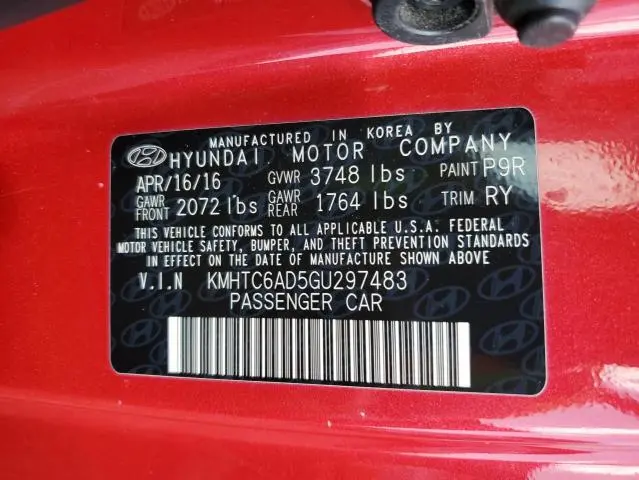 MANUFACTURED IN KOREA BY
HYUNDAI MOTOR COMPANY
APR/16/16 GVWR 3748 lbs PAINT P9R
GAWR FRONT 2072 lbs GAWR REAR 1764 lbs TRIM RY
THIS VEHICLE CONFORMS TO ALL APPLICABLE U.S.A. FEDERAL
MOTOR VEHICLE SAFETY, BUMPER, AND THEFT PREVENTION
STANDARDS IN EFFECT ON THE DATE OF MANUFACTURE SHOWN ABOVE
V.I.N KMHTC6AD5GU297483
PASSENGER CAR